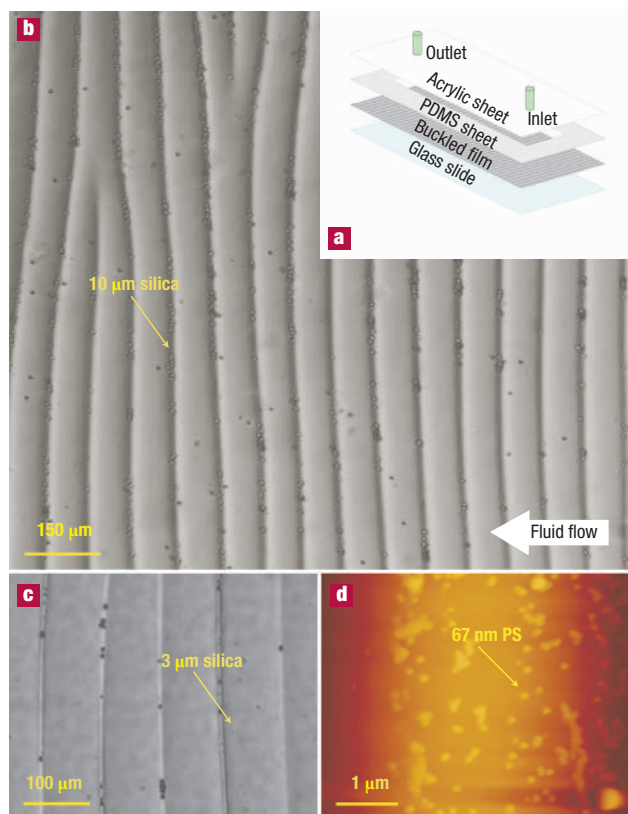 b
Outlet
Acrylic sheet
Inlet
PDMS sheet
Buckled film
Glass slide
a
10 μm silica
150 μm
Fluid flow
c
3 μm silica
100 μm
d
67 nm PS
1 μm